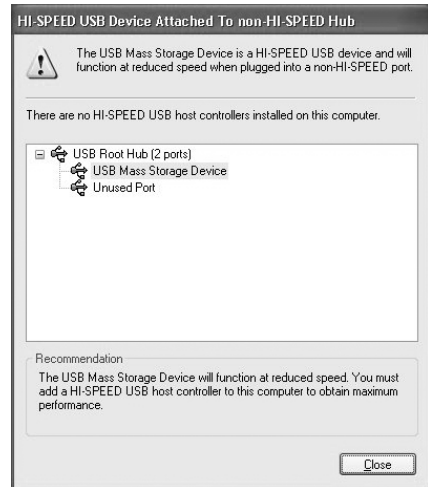 HI-SPEED USB Device Attached To non-HI-SPEED Hub
The USB Mass Storage Device is a HI-SPEED USB device and will
function at reduced speed when plugged into a non-HI-SPEED port.
There are no HI-SPEED USB host controllers installed on this computer.
USB Root Hub (2 ports)
USB Mass Storage Device
Unused Port
Recommendation
The USB Mass Storage Device will function at reduced speed. You must
add a HI-SPEED USB host controller to this computer to obtain maximum
performance.
Close